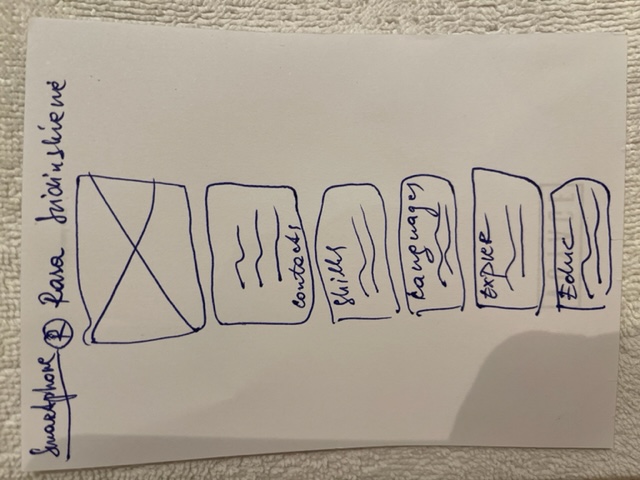 Smartphone R Rasa
contacts
Skills
Languages
Exper
Educ